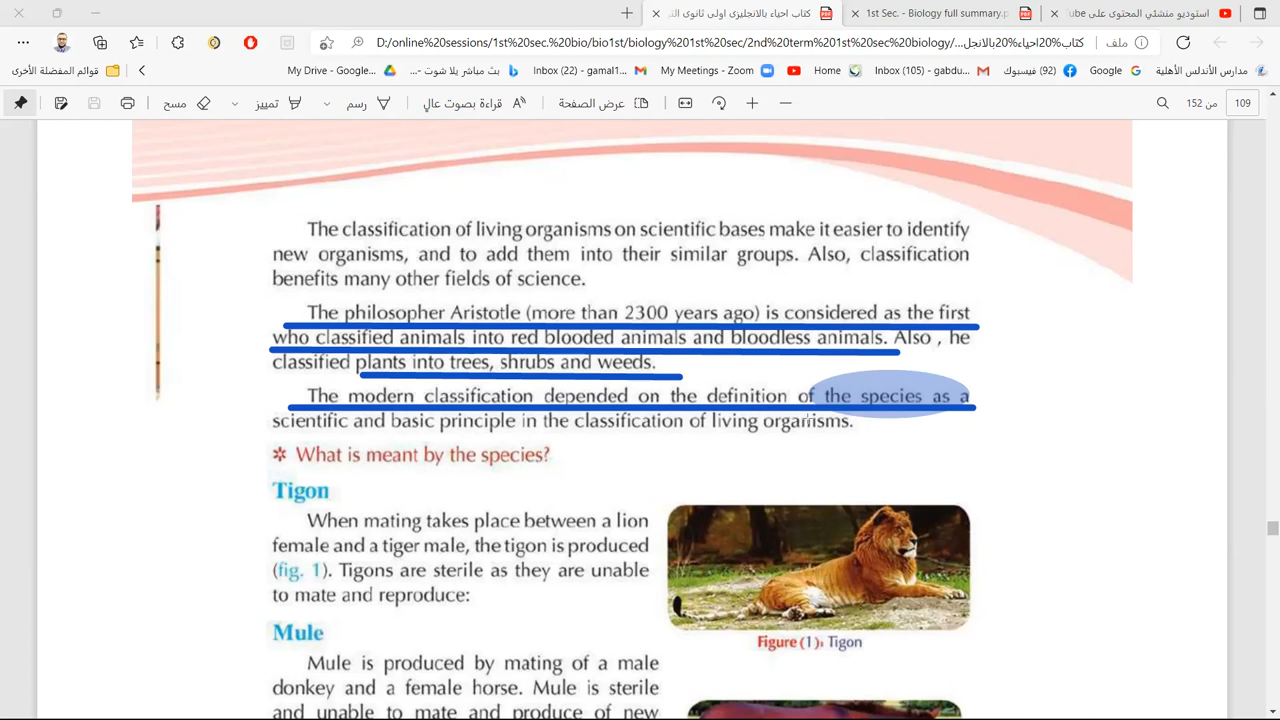 كتاب احياء بالانجليزى اولى ثانوى التر
1st Sec. - Biology full summary.p
استوديو منشئي المحتوى على Tube
D:/online%20sessions/1st%20sec.%20bio/bio1st/biology%201st%20sec/2nd%20term%201st%20sec%20biology/كتاب%20احياء%20بالانجل...
ملف
قوائم المفضلة الأخرى
My Drive - Google...
بث مباشر يلا شوت -...
Inbox (22) - gamal1...
My Meetings - Zoom
Home
Inbox (105) - gabdu...
(92) فيسبوك
Google
مدارس الأندلس الأهلية
مسح
تمييز
رسم
قراءة بصوت عالٍ
عرض الصفحة
من 152
109
The classification of living organisms on scientific bases make it easier to identify
new organisms, and to add them into their similar groups. Also, classification
benefits many other fields of science.
The philosopher Aristotle (more than 2300 years ago) is considered as the first
who classified animals into red blooded animals and bloodless animals. Also , he
classified plants into trees, shrubs and weeds.
The modern classification depended on the definition of the species as a
scientific and basic principle in the classification of living organisms.
* What is meant by the species?
Tigon
When mating takes place between a lion
female and a tiger male, the tigon is produced
(fig. 1). Tigons are sterile as they are unable
to mate and reproduce:
Figure (1): Tigon
Mule
Mule is produced by mating of a male
donkey and a female horse. Mule is sterile
and unable to mate and produce of new